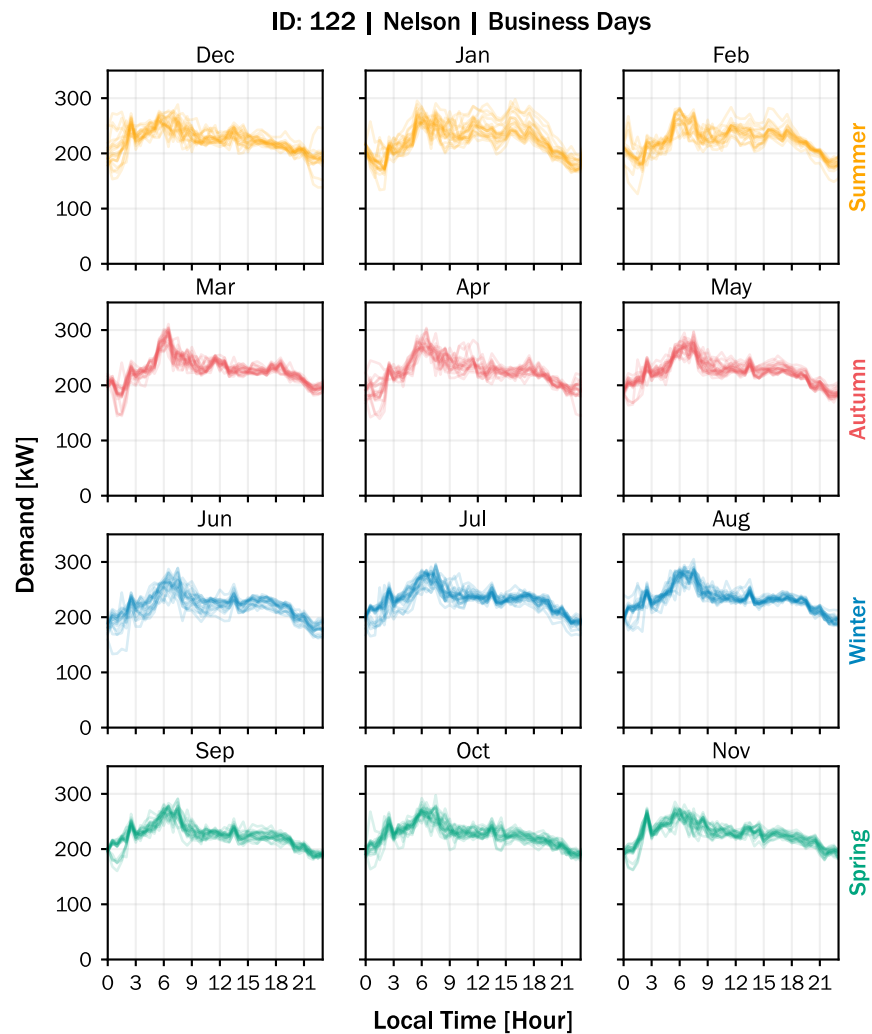 ID: 122 | Nelson | Business Days
Dec Jan Feb
300
200
100
0
Summer
Mar Apr May
300
200
100
0
Autumn
Demand [kW]
Jun Jul Aug
300
200
100
0
Winter
Sep Oct Nov
300
200
100
0
Spring
0 3 6 9 12 15 18 21 0 3 6 9 12 15 18 21 0 3 6 9 12 15 18 21
Local Time [Hour]